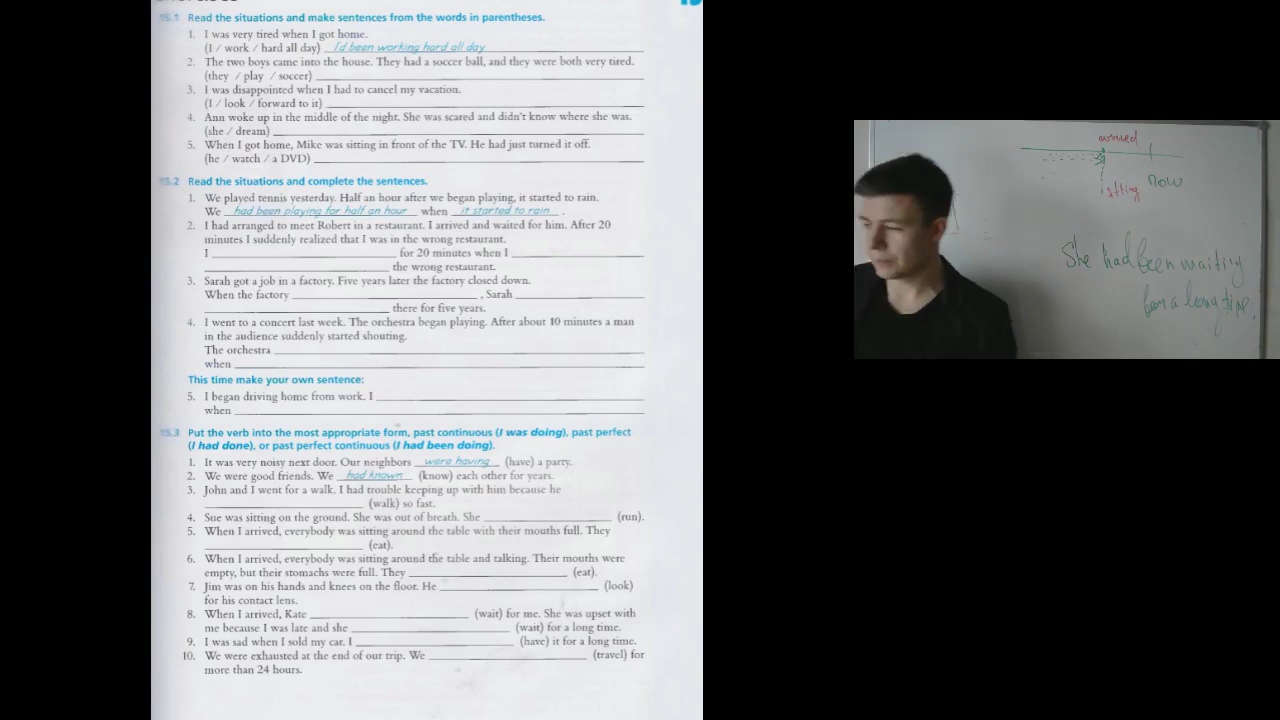 15.1 Read the situations and make sentences from the words in parentheses.
1. I was very tired when I got home.
(I / work / hard all day) I'd been working hard all day.
2. The two boys came into the house. They had a soccer ball, and they were both very tired.
(they / play / soccer)
3. I was disappointed when I had to cancel my vacation.
(I / look / forward to it)
4. Ann woke up in the middle of the night. She was scared and didn't know where she was.
(she / dream)
5. When I got home, Mike was sitting in front of the TV. He had just turned it off.
(he / watch / a DVD)
15.2 Read the situations and complete the sentences.
1. We played tennis yesterday. Half an hour after we began playing, it started to rain.
We had been playing for half an hour when it started to rain .
2. I had arranged to meet Robert in a restaurant. I arrived and waited for him. After 20
minutes I suddenly realized that I was in the wrong restaurant.
I for 20 minutes when I
the wrong restaurant.
3. Sarah got a job in a factory. Five years later the factory closed down.
When the factory , Sarah
there for five years.
4. I went to a concert last week. The orchestra began playing. After about 10 minutes a man
in the audience suddenly started shouting.
The orchestra
when
This time make your own sentence:
5. I began driving home from work. I
when
15.3 Put the verb into the most appropriate form, past continuous (I was doing), past perfect
(I had done), or past perfect continuous (I had been doing).
1. It was very noisy next door. Our neighbors were having (have) a party.
2. We were good friends. We had known (know) each other for years.
3. John and I went for a walk. I had trouble keeping up with him because he
(walk) so fast.
4. Sue was sitting on the ground. She was out of breath. She (run).
5. When I arrived, everybody was sitting around the table with their mouths full. They
(eat).
6. When I arrived, everybody was sitting around the table and talking. Their mouths were
empty, but their stomachs were full. They (eat).
7. Jim was on his hands and knees on the floor. He (look)
for his contact lens.
8. When I arrived, Kate (wait) for me. She was upset with
me because I was late and she (wait) for a long time.
9. I was sad when I sold my car. I (have) it for a long time.
10. We were exhausted at the end of our trip. We (travel) for
more than 24 hours.
arrived
now
sitting
She had been waiting
for a long time.